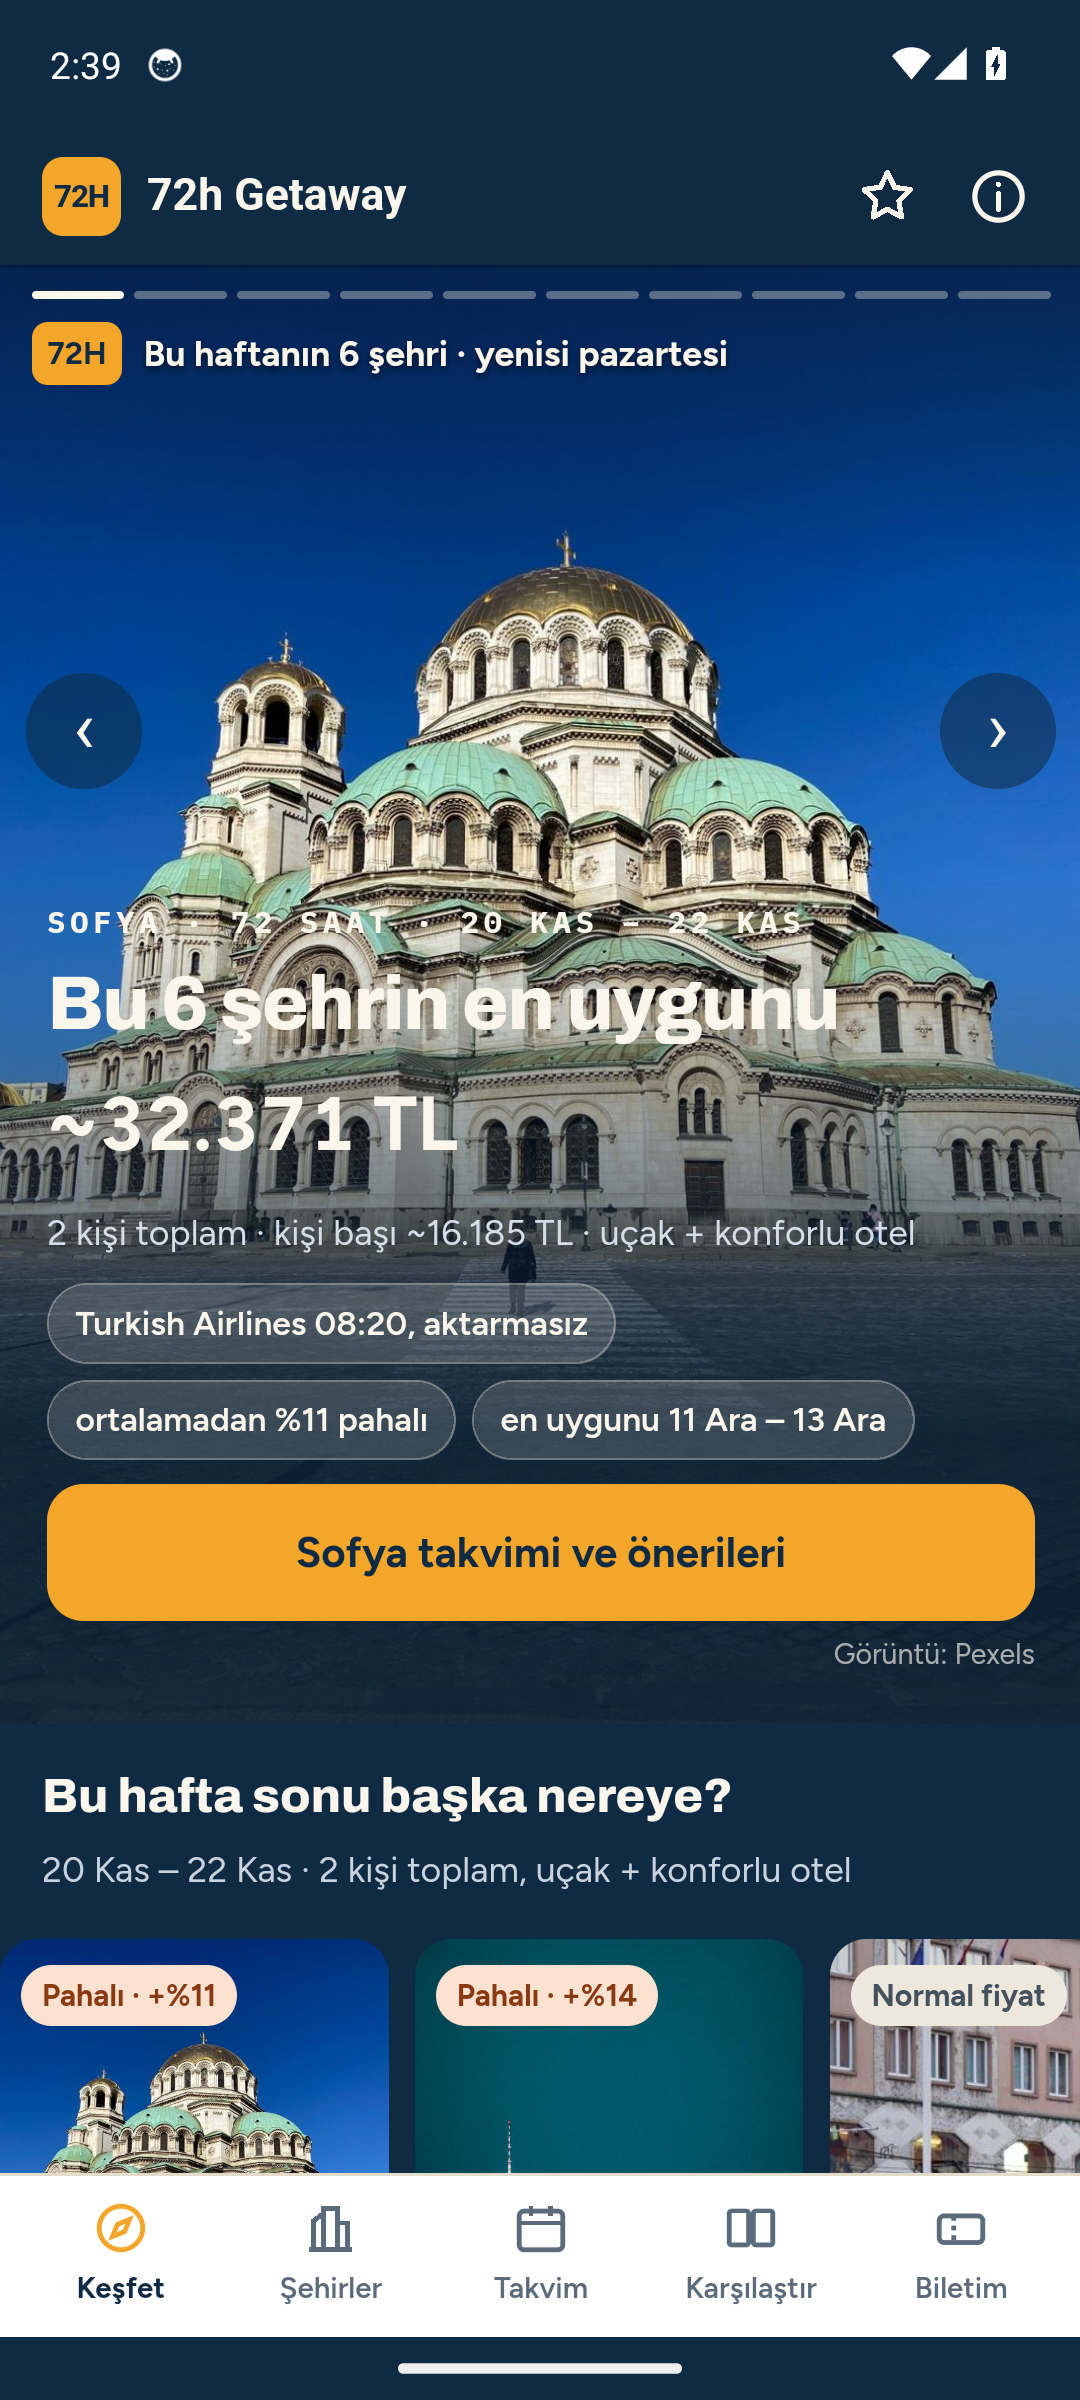 2:39
72H 72h Getaway
72H Bu haftanın 6 şehri · yenisi pazartesi
SOFYA · 72 SAAT · 20 KAS – 22 KAS
Bu 6 şehrin en uygunu
~32.371 TL
2 kişi toplam · kişi başı ~16.185 TL · uçak + konforlu otel
Turkish Airlines 08:20, aktarmasız
ortalamadan %11 pahalı
en uygunu 11 Ara – 13 Ara
Sofya takvimi ve önerileri
Görüntü: Pexels
Bu hafta sonu başka nereye?
20 Kas – 22 Kas · 2 kişi toplam, uçak + konforlu otel
Pahalı · +%11
Pahalı · +%14
Normal fiyat
Keşfet
Şehirler
Takvim
Karşılaştır
Biletim